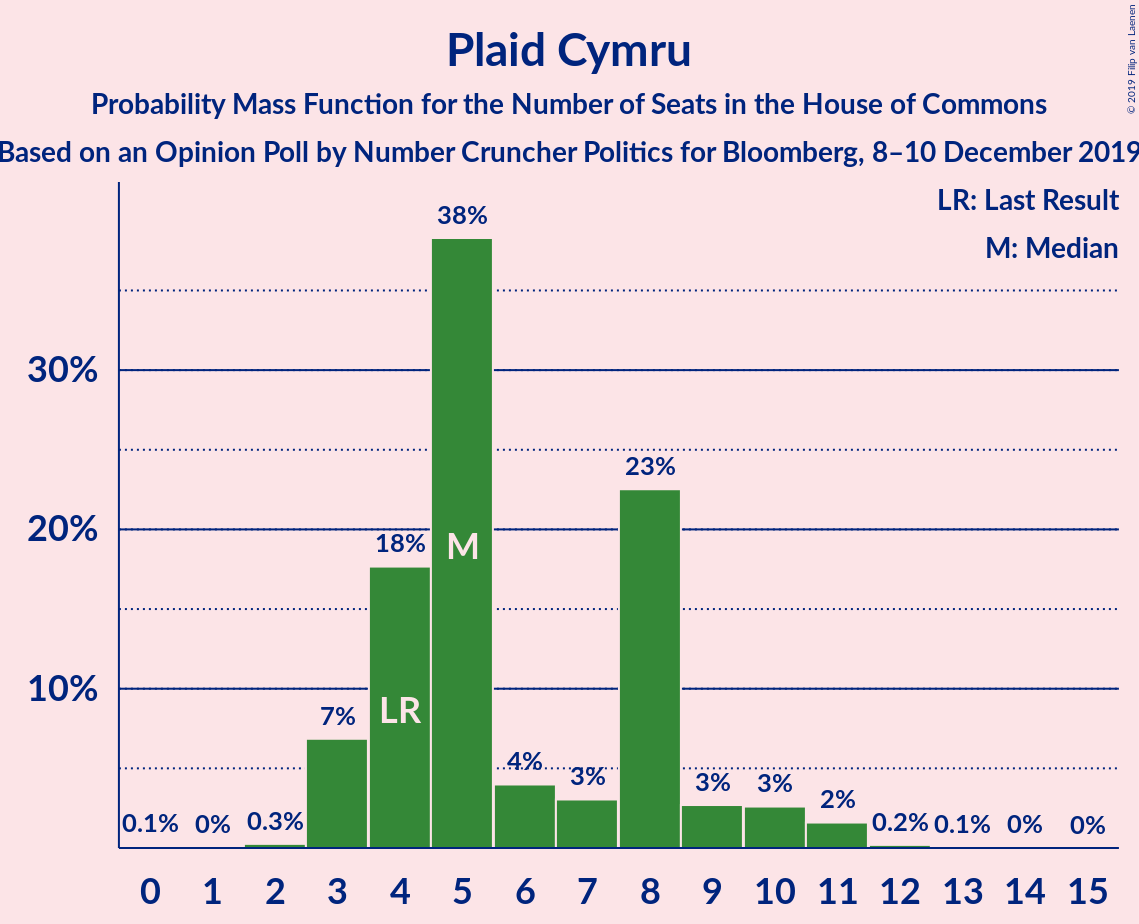 © 2019 Filip van Laenen
Plaid Cymru
Probability Mass Function for the Number of Seats in the House of Commons
Based on an Opinion Poll by Number Cruncher Politics for Bloomberg, 8–10 December 2019
LR: Last Result
M: Median
30%
20%
10%
0.1% 0% 0.3% 7% 18% 38% 4% 3% 23% 3% 3% 2% 0.2% 0.1% 0% 0%
LR
M
0 1 2 3 4 5 6 7 8 9 10 11 12 13 14 15